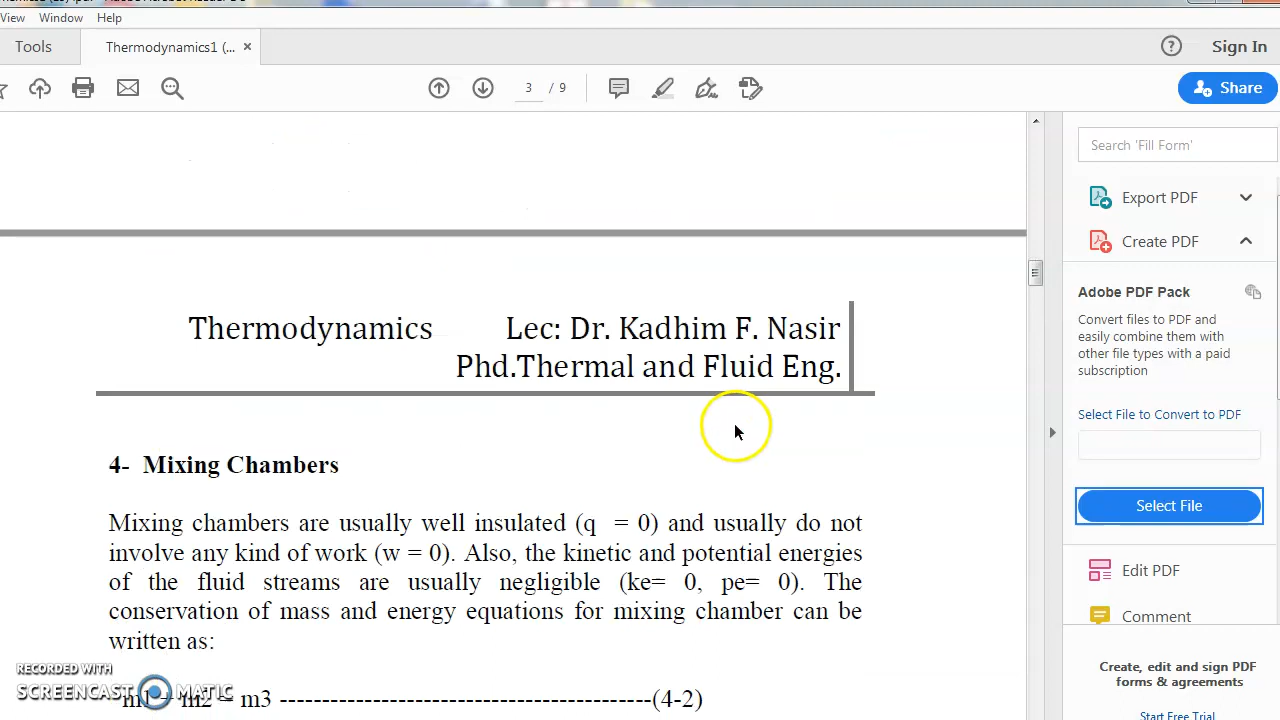 View Window Help
Tools Thermodynamics1 (... × Sign In
3 / 9 Share
Search 'Fill Form'
Export PDF
Create PDF
Adobe PDF Pack
Convert files to PDF and
easily combine them with
other file types with a paid
subscription
Select File to Convert to PDF
Select File
Edit PDF
Comment
Create, edit and sign PDF
forms & agreements
Start Free Trial
Thermodynamics Lec: Dr. Kadhim F. Nasir
Phd.Thermal and Fluid Eng.
4- Mixing Chambers
Mixing chambers are usually well insulated (q = 0) and usually do not
involve any kind of work (w = 0). Also, the kinetic and potential energies
of the fluid streams are usually negligible (ke= 0, pe= 0). The
conservation of mass and energy equations for mixing chamber can be
written as:
m1 = m2 = m3 --------------------------------------------(4-2)
RECORDED WITH
SCREENCAST MATIC